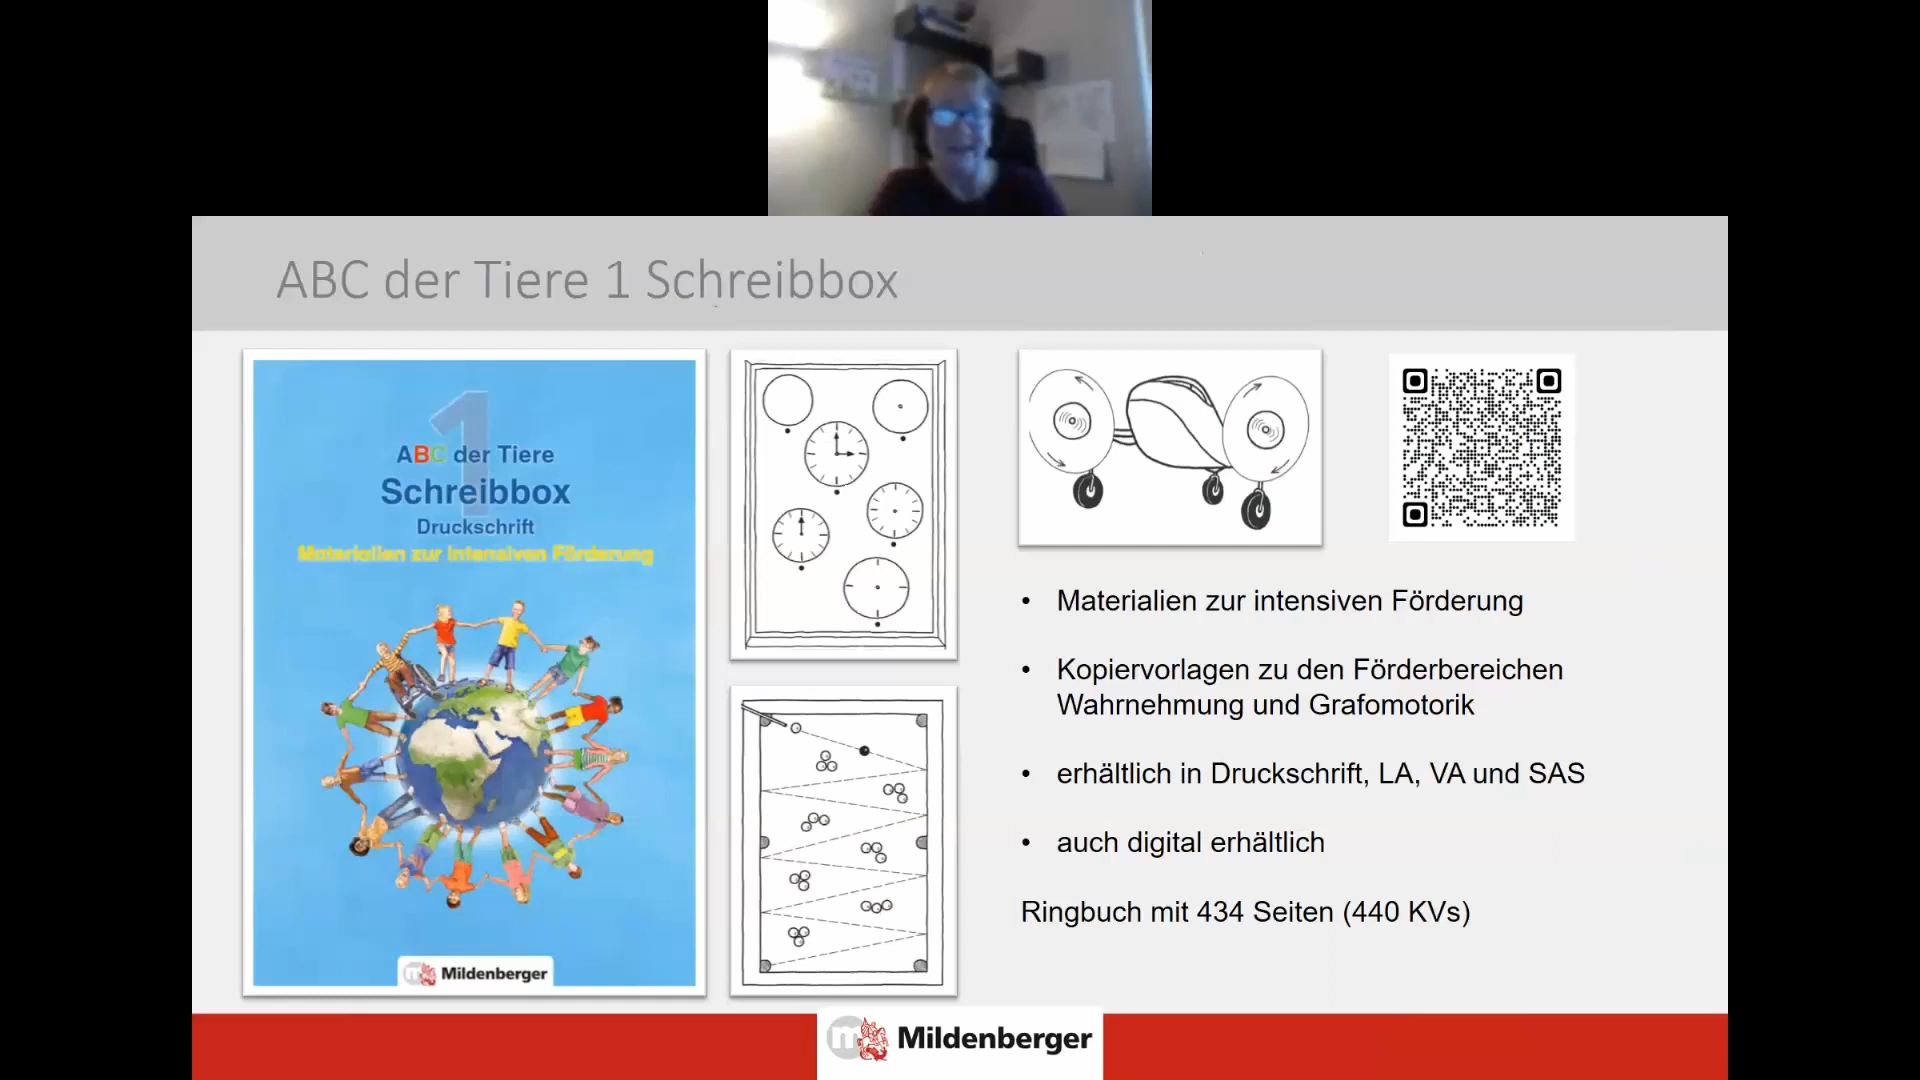 ABC der Tiere 1 Schreibbox
1
ABC der Tiere
Schreibbox
Druckschrift
Materialien zur intensiven Förderung
Mildenberger
• Materialien zur intensiven Förderung
• Kopiervorlagen zu den Förderbereichen
Wahrnehmung und Grafomotorik
• erhältlich in Druckschrift, LA, VA und SAS
• auch digital erhältlich
Ringbuch mit 434 Seiten (440 KVs)
m Mildenberger